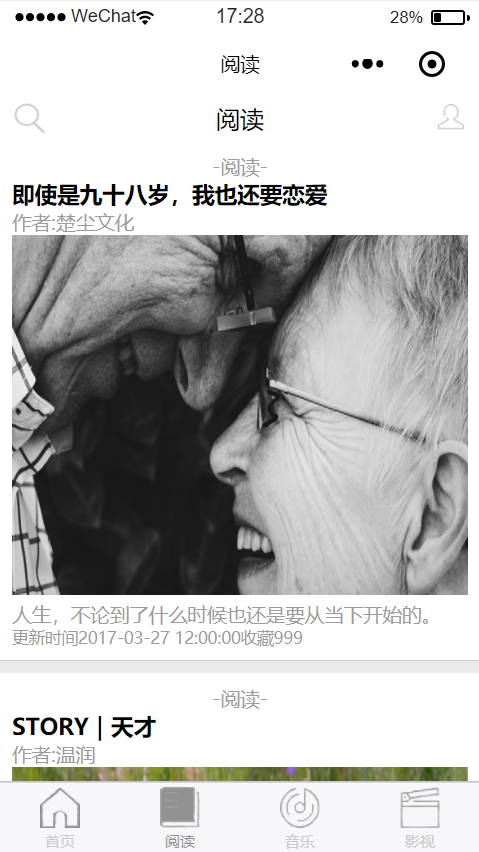 WeChat 17:28 28%
阅读
阅读
-阅读-
即使是九十八岁，我也还要恋爱
作者:楚尘文化
人生，不论到了什么时候也还是要从当下开始的。
更新时间2017-03-27 12:00:00收藏999
-阅读-
STORY | 天才
作者:温润
首页 阅读 音乐 影视